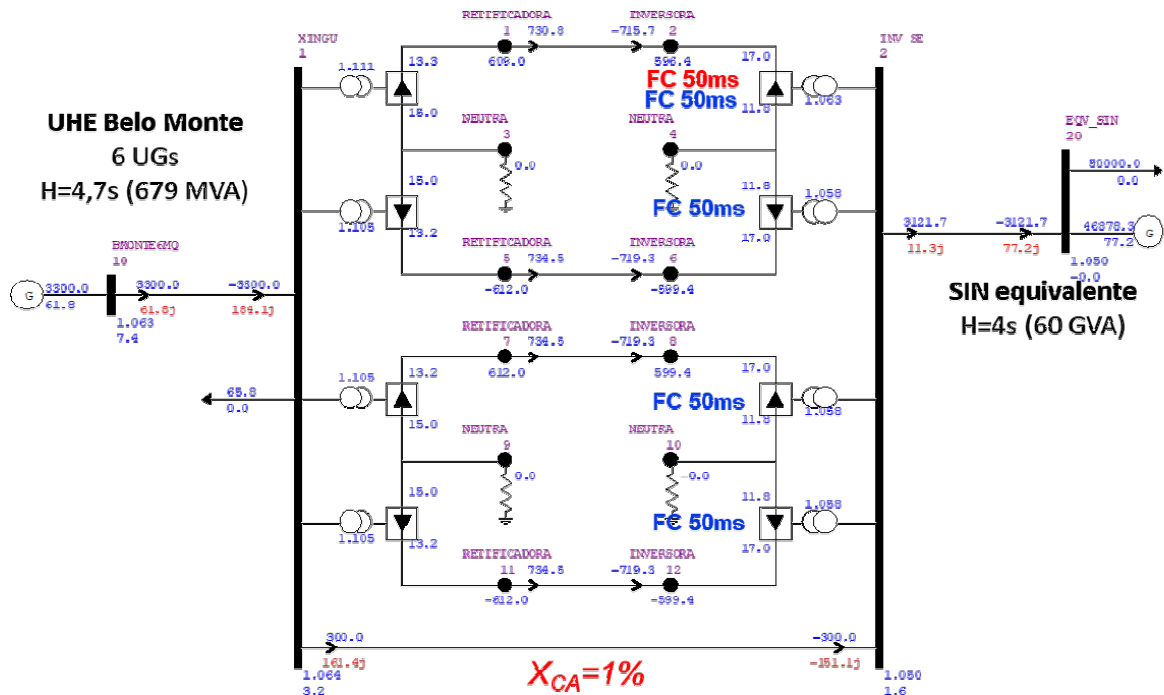 RETIFICADORA
1
730.8
-715.7
INVERSORA
2
609.0
596.4
XINGU
1
1.111
13.3
15.0
17.0
FC 50ms
FC 50ms
11.8
1.063
INV SE
2
UHE Belo Monte
6 UGs
H=4,7s (679 MVA)
NEUTRA
3
0.0
NEUTRA
4
0.0
EQV_SIN
20
80000.0
0.0
15.0
1.105
13.2
FC 50ms
11.8
1.058
17.0
3121.7
-3121.7
11.3j
77.2j
46878.3
77.2
G
1.050
-0.0
RETIFICADORA
5
734.5
-719.3
INVERSORA
6
-612.0
-599.4
BMONTE6MQ
10
G
3300.0
61.8
3300.0
61.8j
-3300.0
184.1j
1.063
7.4
SIN equivalente
H=4s (60 GVA)
RETIFICADORA
7
734.5
-719.3
INVERSORA
8
612.0
599.4
1.105
13.2
15.0
17.0
FC 50ms
11.8
1.058
65.8
0.0
NEUTRA
9
0.0
NEUTRA
10
-0.0
15.0
1.105
13.2
FC 50ms
11.8
1.058
17.0
RETIFICADORA
11
734.5
-719.3
INVERSORA
12
-612.0
-599.4
300.0
161.4j
X_CA=1%
-300.0
-151.1j
1.064
3.2
1.050
1.6